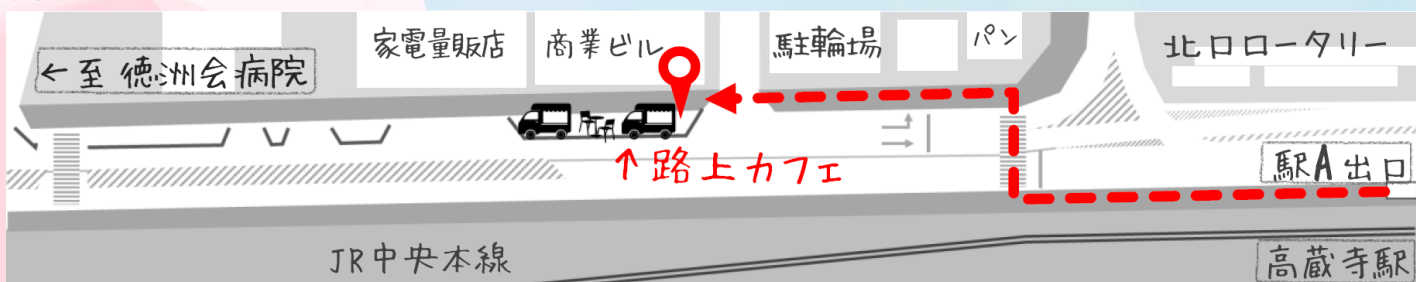 家電量販店
商業ビル
駐輪場
パン
北口ロータリー
←至 徳洲会病院
↑路上カフェ
駅A出口
JR中央本線
高蔵寺駅